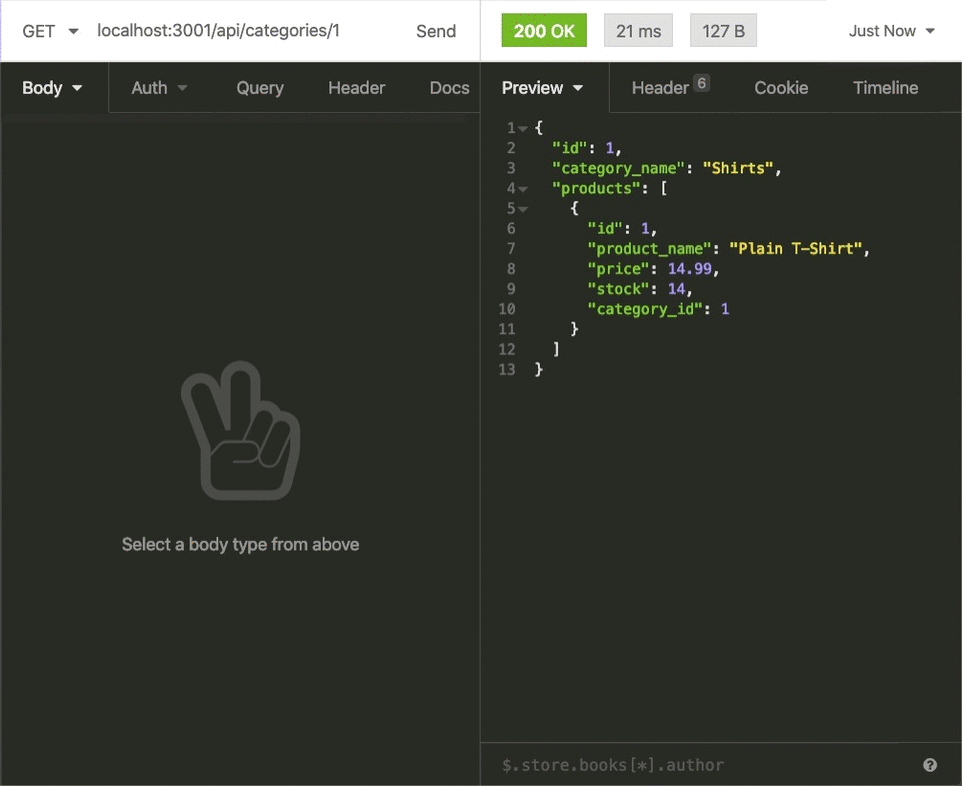 GET localhost:3001/api/categories/1 Send
200 OK 21 ms 127 B Just Now
Body Auth Query Header Docs
Preview Header 6 Cookie Timeline
1 {
2 "id": 1,
3 "category_name": "Shirts",
4 "products": [
5 {
6 "id": 1,
7 "product_name": "Plain T-Shirt",
8 "price": 14.99,
9 "stock": 14,
10 "category_id": 1
11 }
12 ]
13 }
Select a body type from above
$.store.books[*].author ?